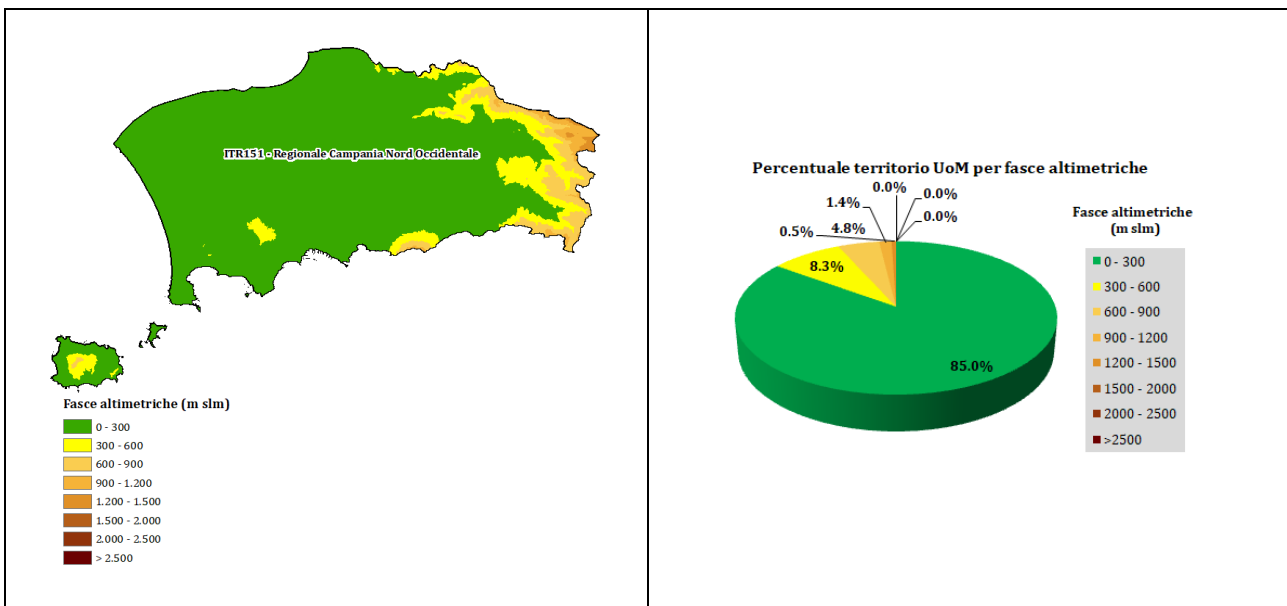 ITR151 - Regionale Campania Nord Occidentale
Fasce altimetriche (m slm)
0 - 300
300 - 600
600 - 900
900 - 1.200
1.200 - 1.500
1.500 - 2.000
2.000 - 2.500
> 2.500
Percentuale territorio UoM per fasce altimetriche
0.0%
1.4%
0.0%
0.5%
4.8%
0.0%
8.3%
85.0%
Fasce altimetriche
(m slm)
0 - 300
300 - 600
600 - 900
900 - 1200
1200 - 1500
1500 - 2000
2000 - 2500
>2500